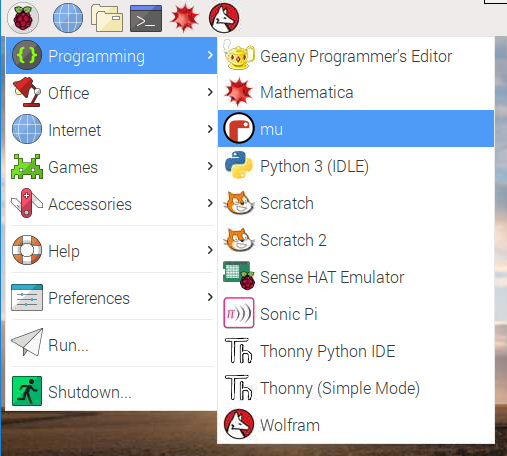 Programming
Office
Internet
Games
Accessories
Help
Preferences
Run...
Shutdown...
Geany Programmer's Editor
Mathematica
mu
Python 3 (IDLE)
Scratch
Scratch 2
Sense HAT Emulator
Sonic Pi
Thonny Python IDE
Thonny (Simple Mode)
Wolfram